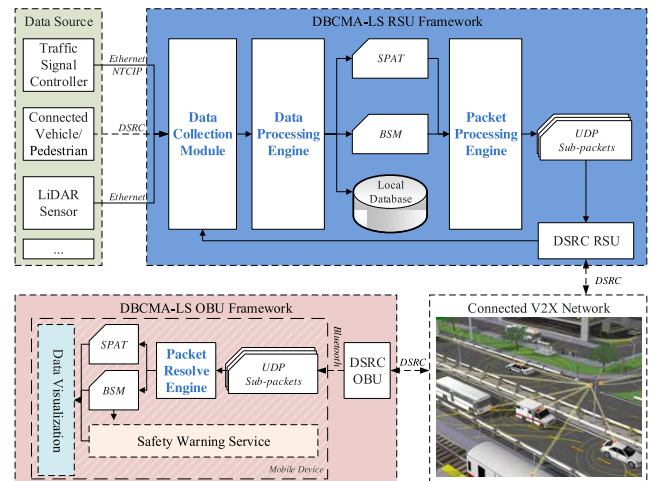 Data Source
Traffic
Signal
Controller
Connected
Vehicle/
Pedestrian
LiDAR
Sensor
...
Ethernet
NTCIP
DSRC
Ethernet
DBCMA-LS RSU Framework
Data
Collection
Module
Data
Processing
Engine
SPAT
BSM
Local
Database
Packet
Processing
Engine
UDP
Sub-packets
DSRC RSU
DSRC
DBCMA-LS OBU Framework
Data Visualization
SPAT
BSM
Packet
Resolve
Engine
UDP
Sub-packets
Safety Warning Service
Mobile Device
Bluetooth
DSRC
OBU
DSRC
Connected V2X Network